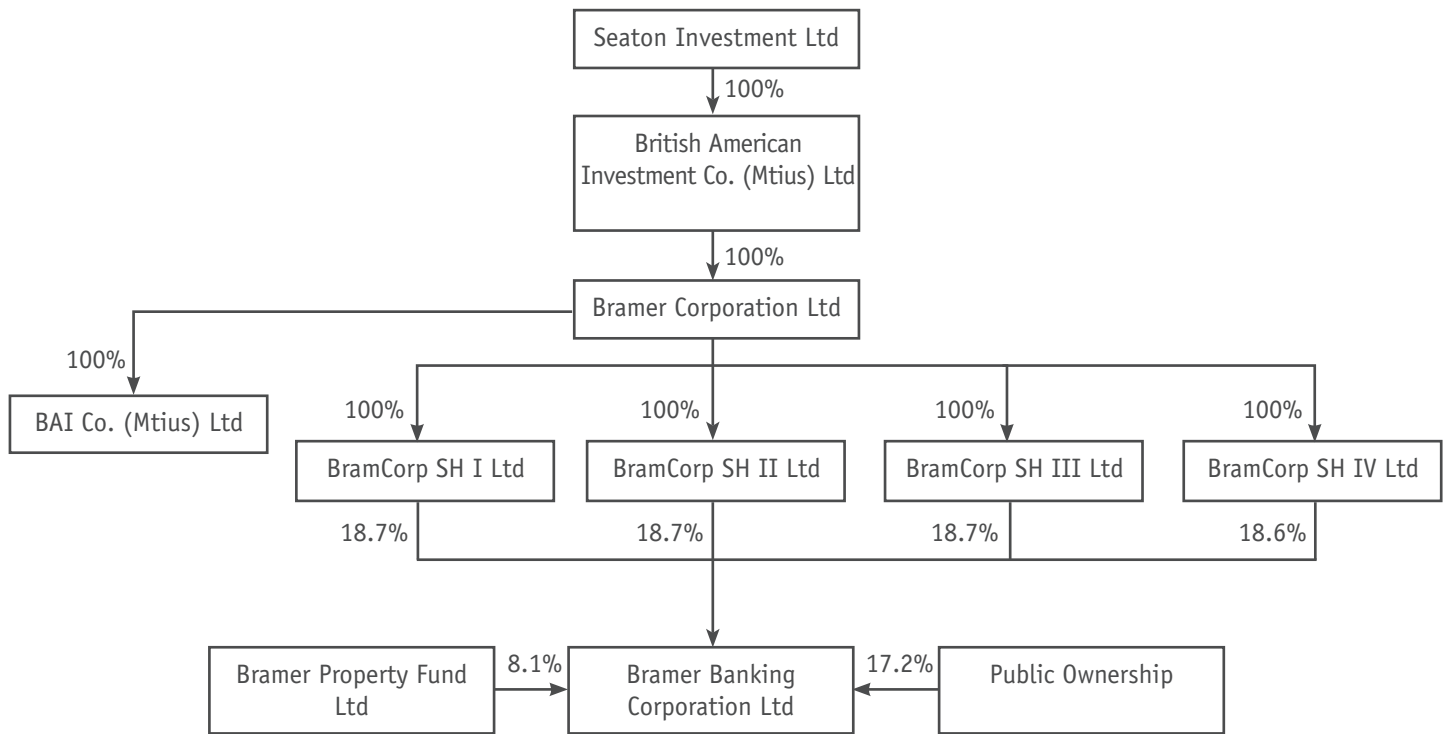 Seaton Investment Ltd
100%
British American
Investment Co. (Mtius) Ltd
100%
Bramer Corporation Ltd
100%
BAI Co. (Mtius) Ltd
100%
100%
100%
100%
BramCorp SH I Ltd
BramCorp SH II Ltd
BramCorp SH III Ltd
BramCorp SH IV Ltd
18.7%
18.7%
18.7%
18.6%
Bramer Property Fund
Ltd
8.1%
Bramer Banking
Corporation Ltd
17.2%
Public Ownership